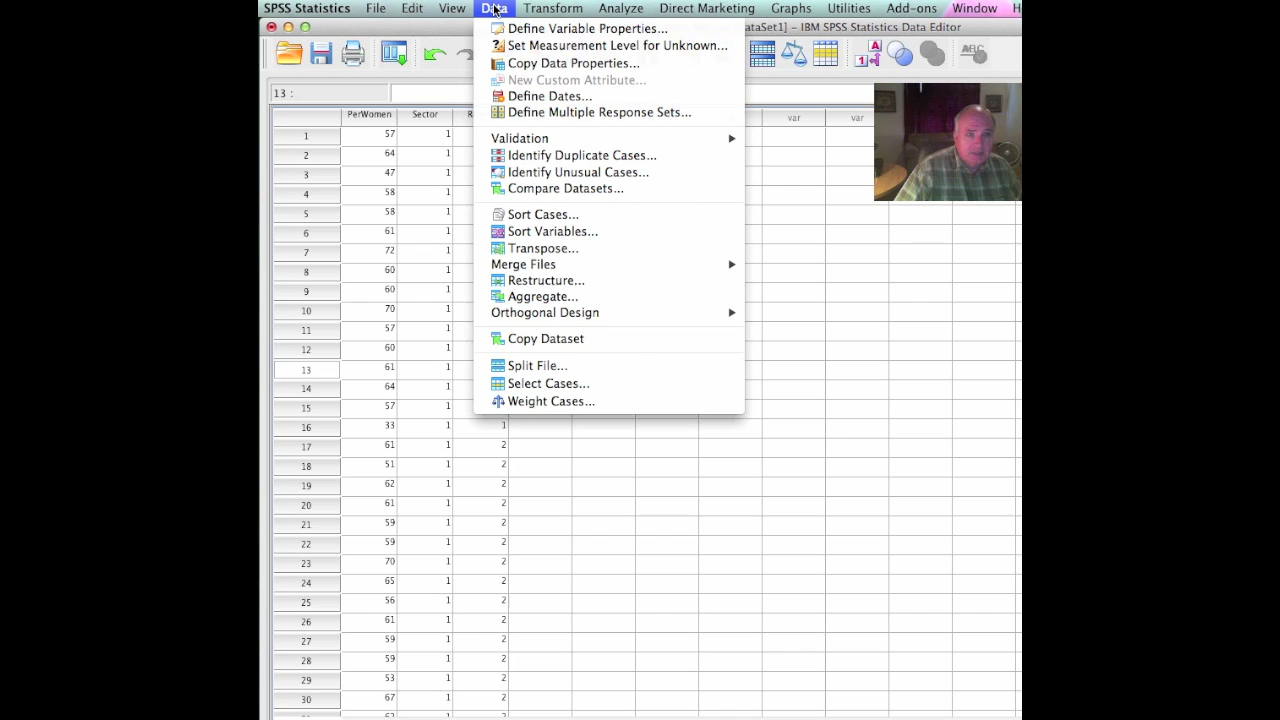 SPSS Statistics File Edit View Data Transform Analyze Direct Marketing Graphs Utilities Add-ons Window H
ataSet1] – IBM SPSS Statistics Data Editor
Define Variable Properties...
Set Measurement Level for Unknown...
Copy Data Properties...
New Custom Attribute...
Define Dates...
Define Multiple Response Sets...
Validation
Identify Duplicate Cases...
Identify Unusual Cases...
Compare Datasets...
Sort Cases...
Sort Variables...
Transpose...
Merge Files
Restructure...
Aggregate...
Orthogonal Design
Copy Dataset
Split File...
Select Cases...
Weight Cases...
A
1
ABC
13 :
PerWomen Sector R var var
1 57 1
2 64 1
3 47 1
4 58 1
5 58 1
6 61 1
7 72 1
8 60 1
9 60 1
10 70 1
11 57 1
12 60 1
13 61 1
14 64 1
15 57 1
16 33 1 1
17 61 1 2
18 51 1 2
19 62 1 2
20 61 1 2
21 59 1 2
22 59 1 2
23 70 1 2
24 65 1 2
25 56 1 2
26 61 1 2
27 59 1 2
28 59 1 2
29 53 1 2
30 67 1 2